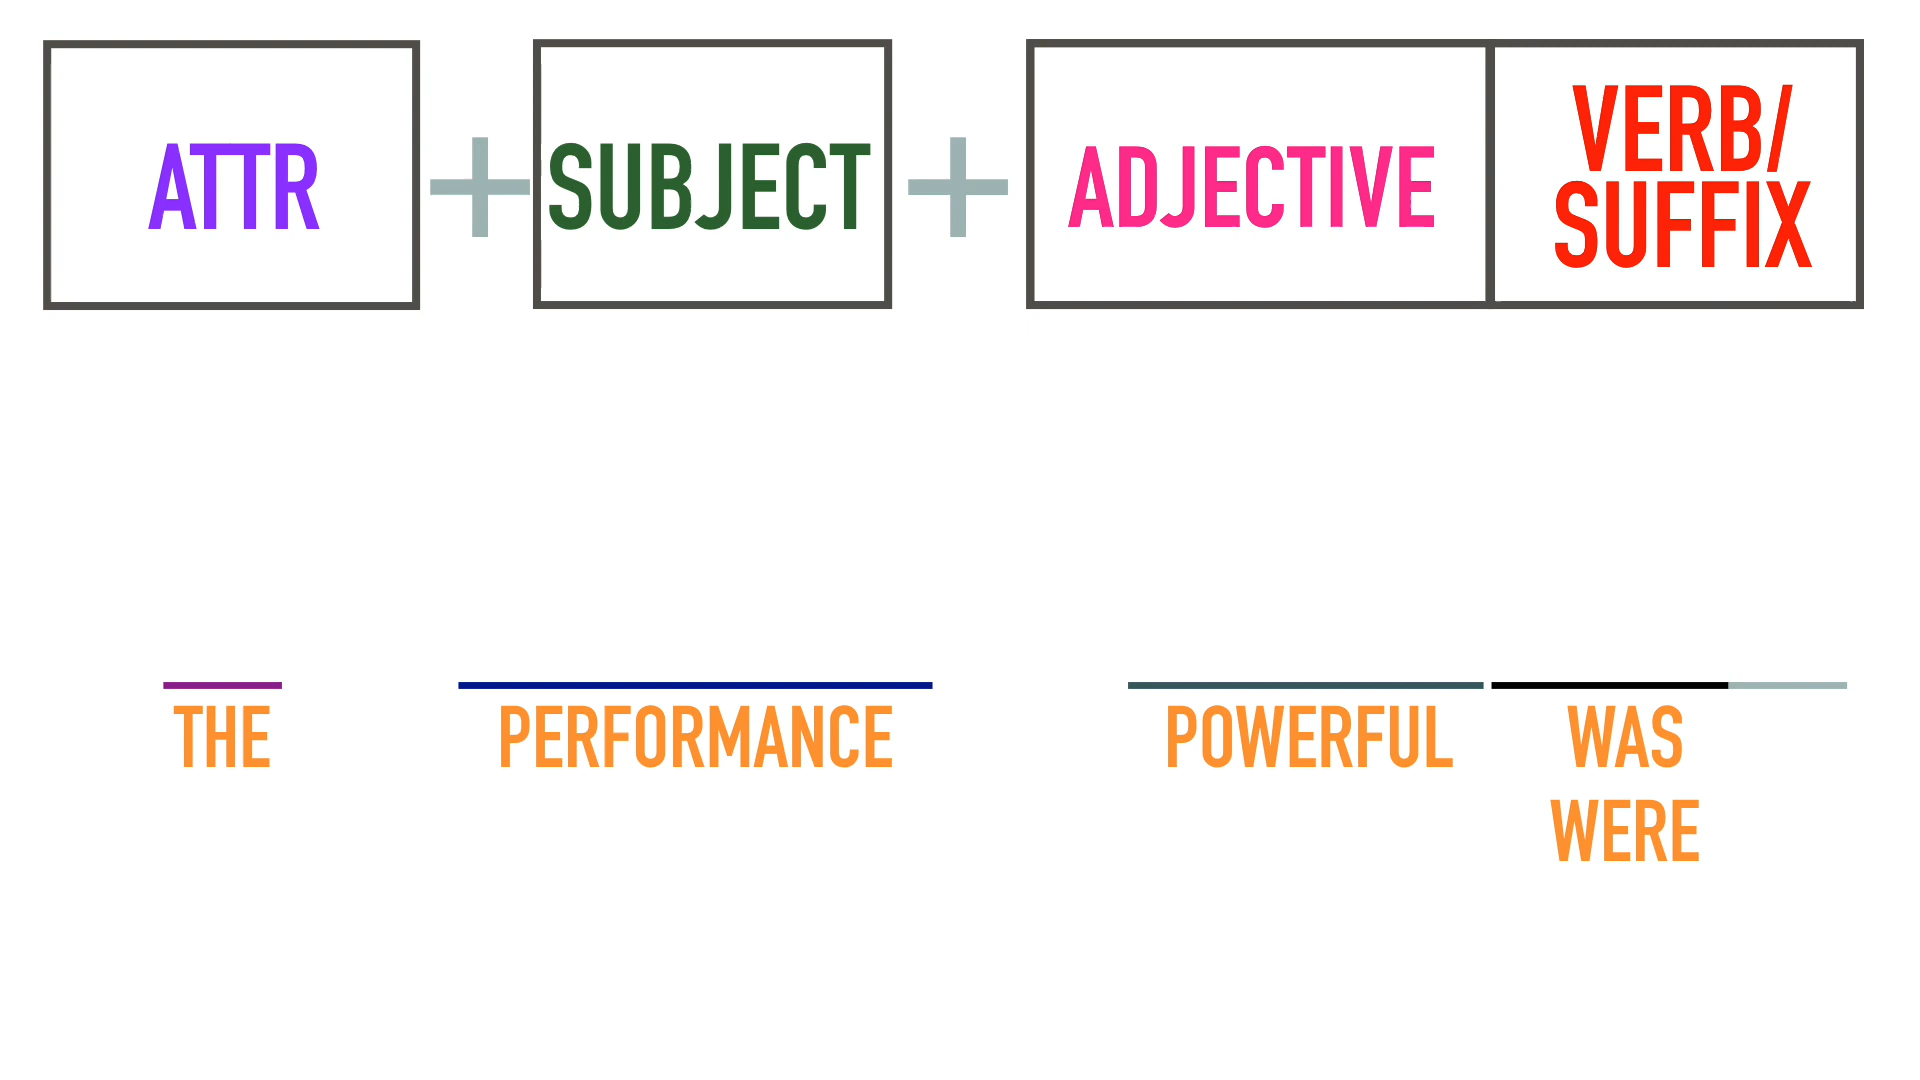 ATTR + SUBJECT + ADJECTIVE VERB/
SUFFIX
THE PERFORMANCE POWERFUL WAS
WERE